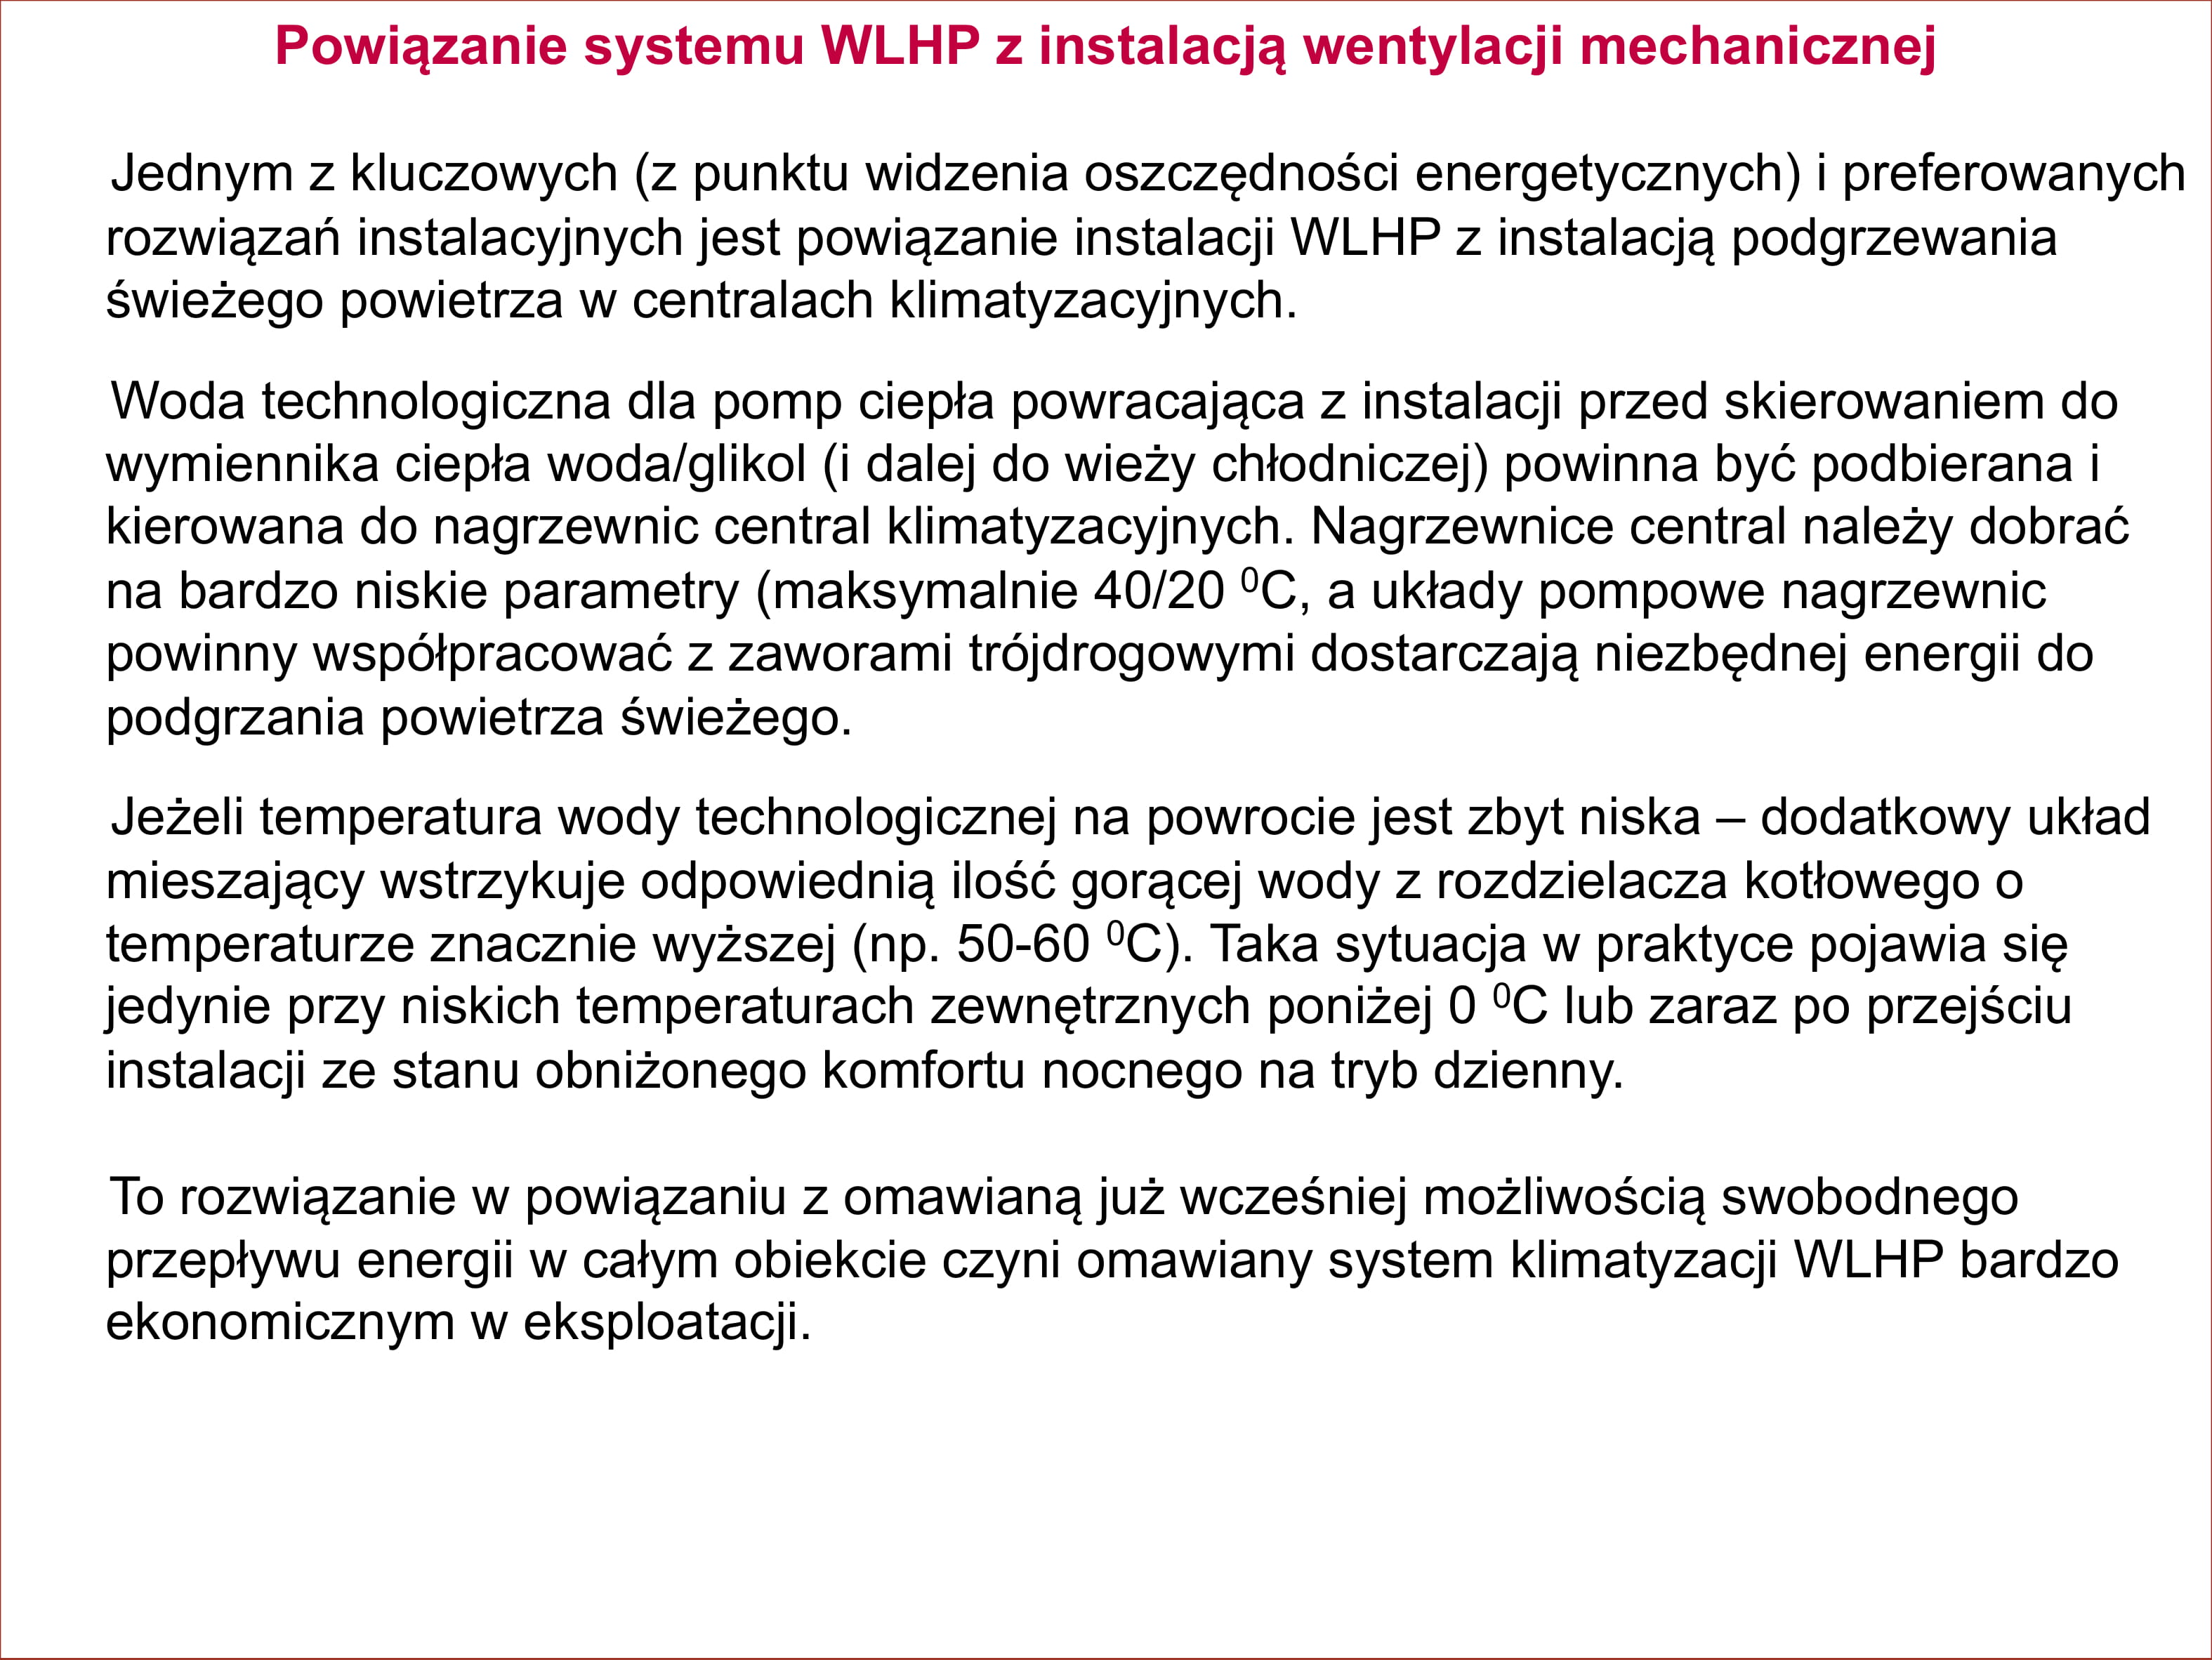 Powiązanie systemu WLHP z instalacją wentylacji mechanicznej
Jednym z kluczowych (z punktu widzenia oszczędności energetycznych) i preferowanych
rozwiązań instalacyjnych jest powiązanie instalacji WLHP z instalacją podgrzewania
świeżego powietrza w centralach klimatyzacyjnych.
Woda technologiczna dla pomp ciepła powracająca z instalacji przed skierowaniem do
wymiennika ciepła woda/glikol (i dalej do wieży chłodniczej) powinna być podbierana i
kierowana do nagrzewnic central klimatyzacyjnych. Nagrzewnice central należy dobrać
na bardzo niskie parametry (maksymalnie 40/20 ⁰C, a układy pompowe nagrzewnic
powinny współpracować z zaworami trójdrogowymi dostarczają niezbędnej energii do
podgrzania powietrza świeżego.
Jeżeli temperatura wody technologicznej na powrocie jest zbyt niska – dodatkowy układ
mieszający wstrzykuje odpowiednią ilość gorącej wody z rozdzielacza kotłowego o
temperaturze znacznie wyższej (np. 50-60 ⁰C). Taka sytuacja w praktyce pojawia się
jedynie przy niskich temperaturach zewnętrznych poniżej 0 ⁰C lub zaraz po przejściu
instalacji ze stanu obniżonego komfortu nocnego na tryb dzienny.
To rozwiązanie w powiązaniu z omawianą już wcześniej możliwością swobodnego
przepływu energii w całym obiekcie czyni omawiany system klimatyzacji WLHP bardzo
ekonomicznym w eksploatacji.